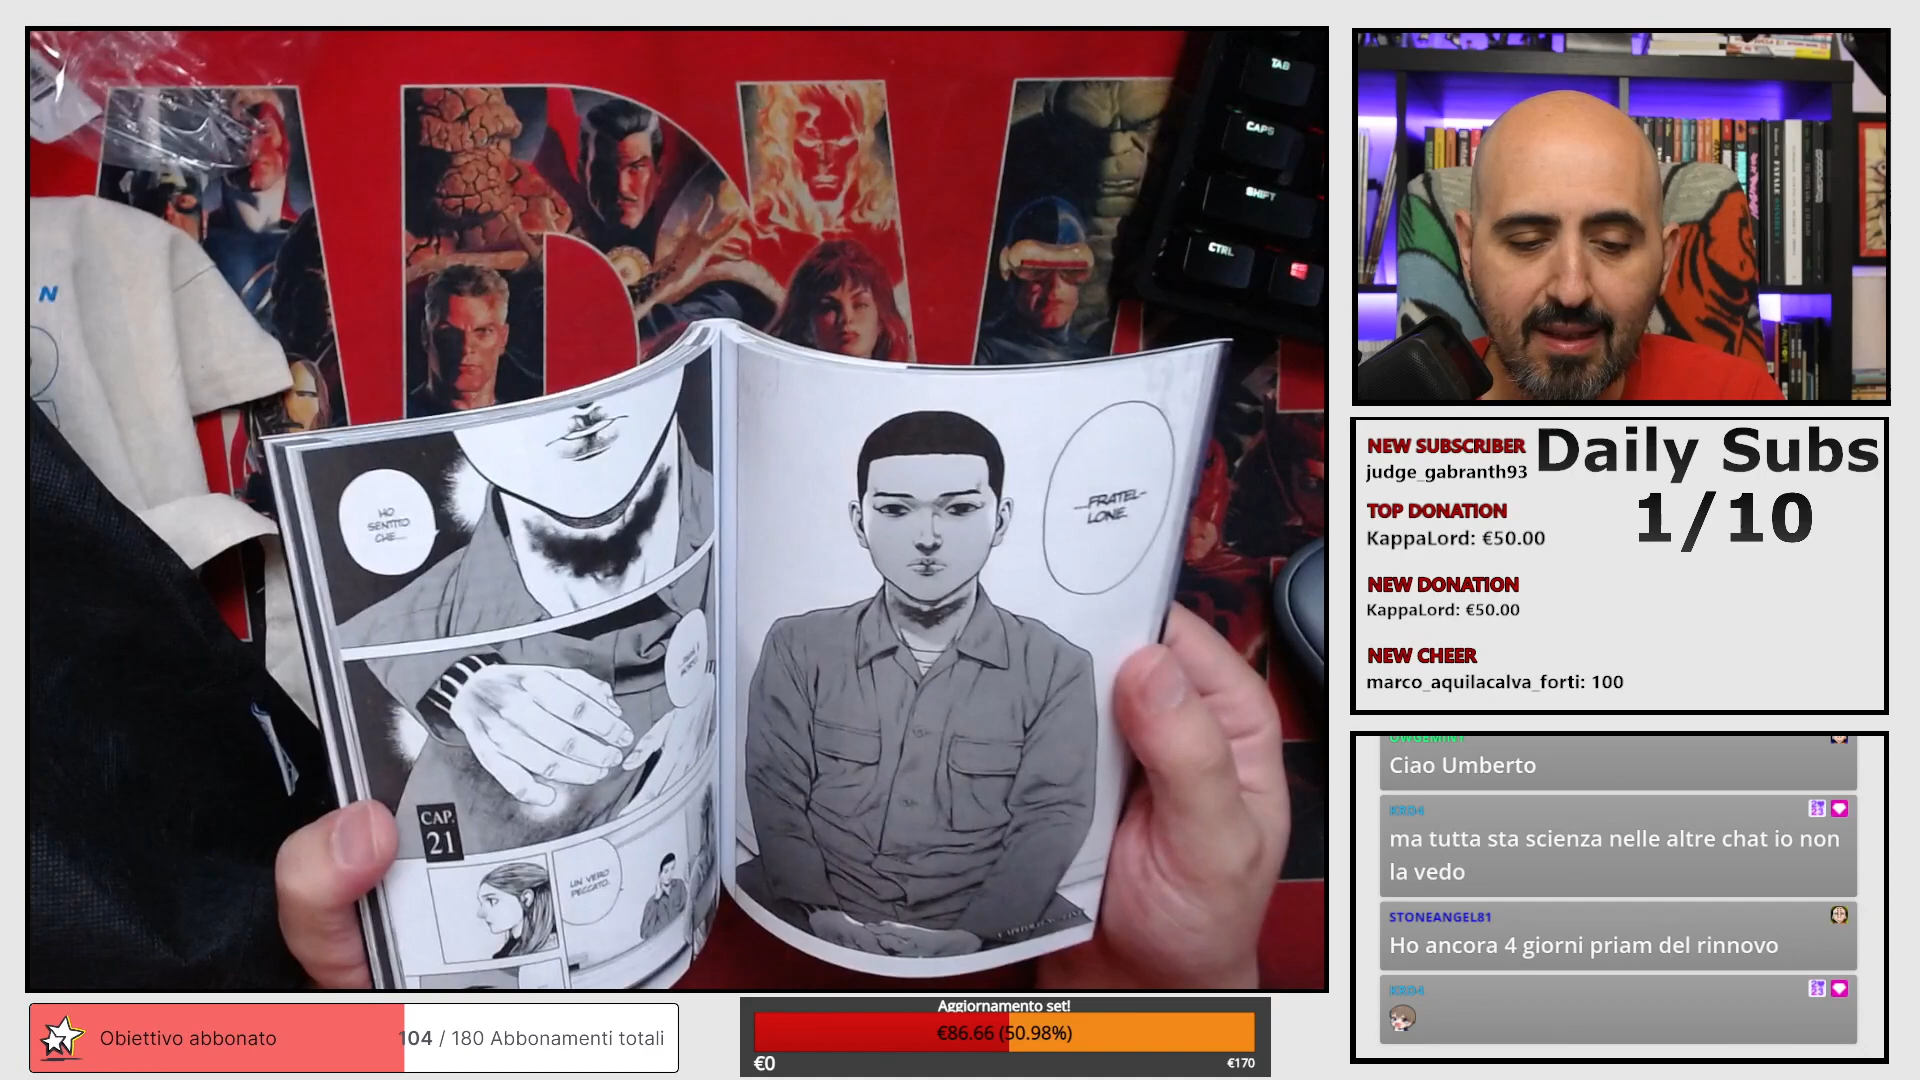 TAB
CAPS
SHIFT
CTRL
N
HO
SENTITO
CHE...
...FRATEL-
LONE.
CAP.
21
UN VERO
PECCATO.
NEW SUBSCRIBER
judge_gabranth93
TOP DONATION
KappaLord: €50.00
NEW DONATION
KappaLord: €50.00
NEW CHEER
marco_aquilacalva_forti: 100
Daily Subs
1/10
OWGEMINY
Ciao Umberto
KRO4
ma tutta sta scienza nelle altre chat io non
la vedo
STONEANGEL81
Ho ancora 4 giorni priam del rinnovo
KRO4
Obiettivo abbonato
104 / 180 Abbonamenti totali
Aggiornamento set!
€86.66 (50.98%)
€0
€170